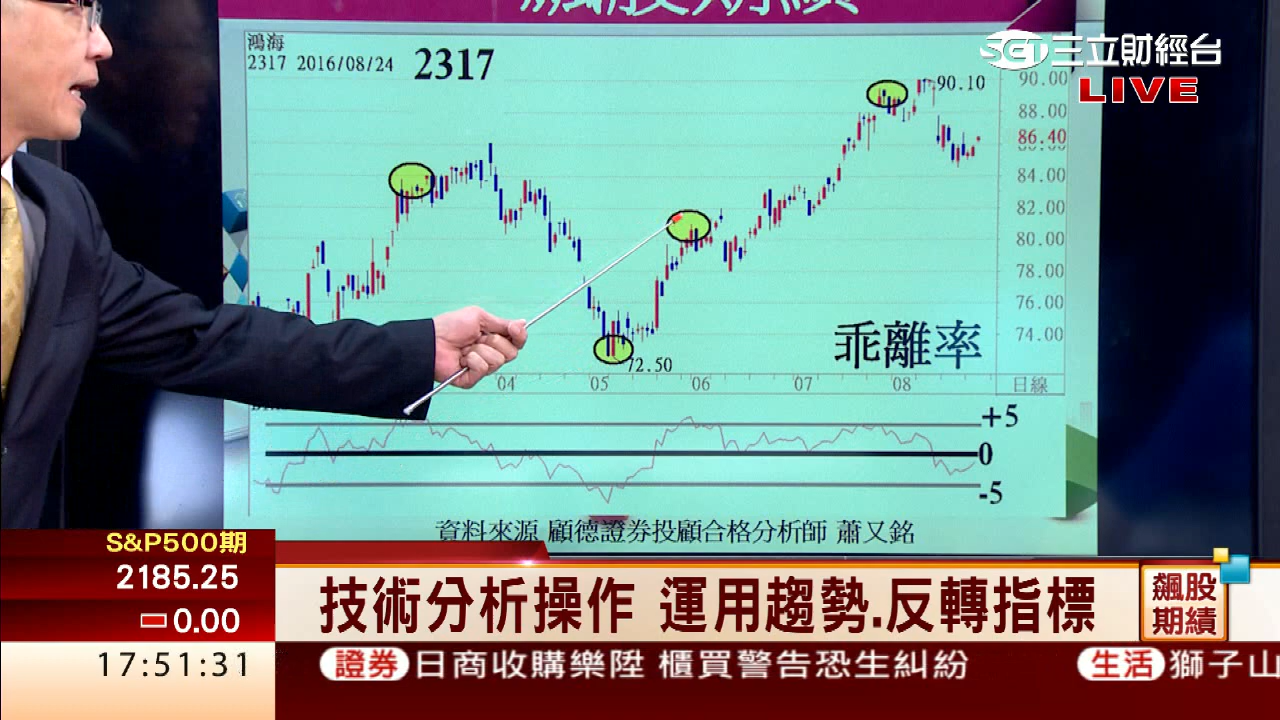 鴻海
2317 2016/08/24 2317
SET三立財經台
LIVE
90.10
90.00
88.00
86.40
84.00
82.00
80.00
78.00
76.00
74.00
72.50
乖離率
04 05 06 07 08 日線
+5
0
-5
資料來源 顧德證券投顧合格分析師 蕭又銘
S&P500期
2185.25
0.00
17:51:31
技術分析操作 運用趨勢.反轉指標
飆股
期績
證券 日商收購樂陞 櫃買警告恐生糾紛
生活 獅子山